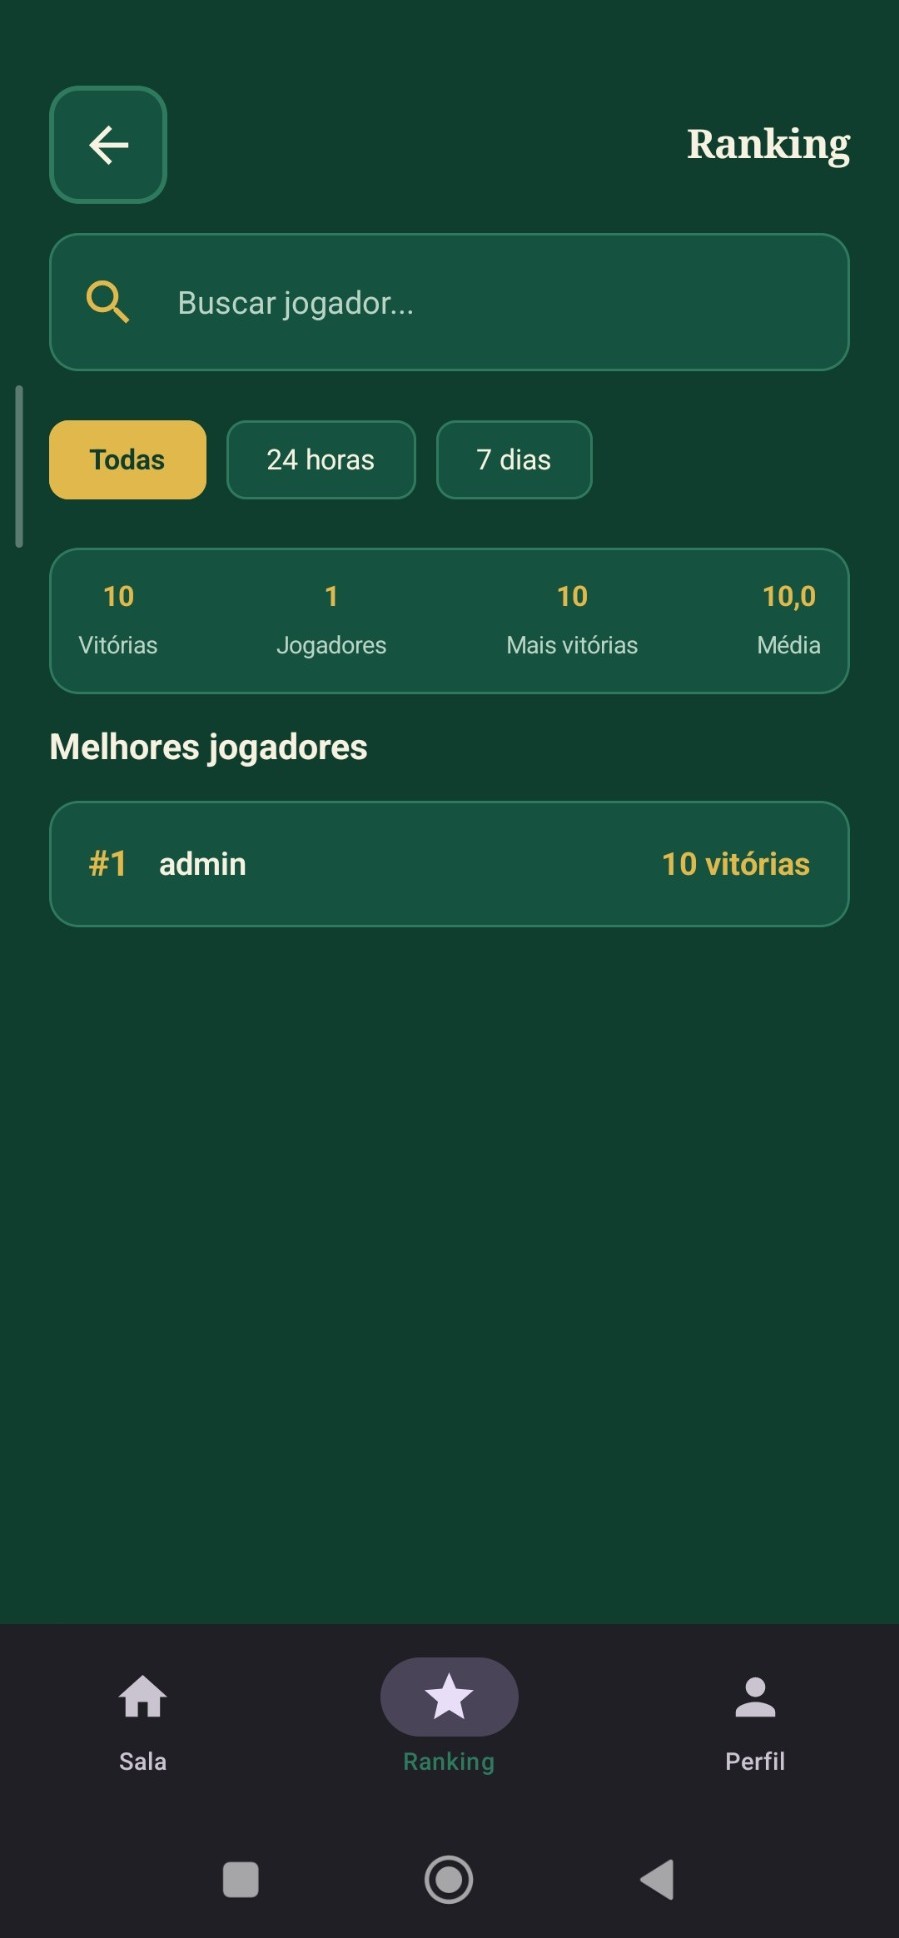 Ranking
Buscar jogador...
Todas
24 horas
7 dias
10
1
10
10,0
Vitórias
Jogadores
Mais vitórias
Média
Melhores jogadores
#1 admin 10 vitórias
Sala
Ranking
Perfil